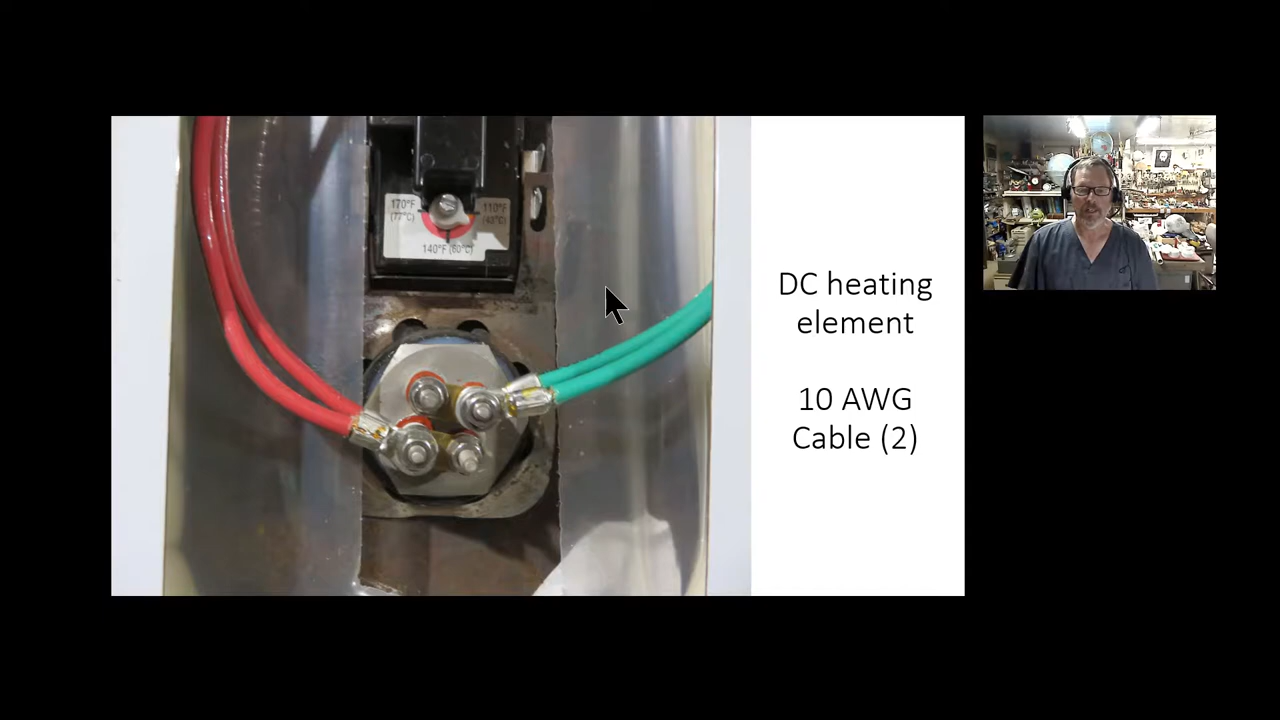 170°F
(77°C)
110°F
(43°C)
140°F (60°C)
DC heating
element
10 AWG
Cable (2)